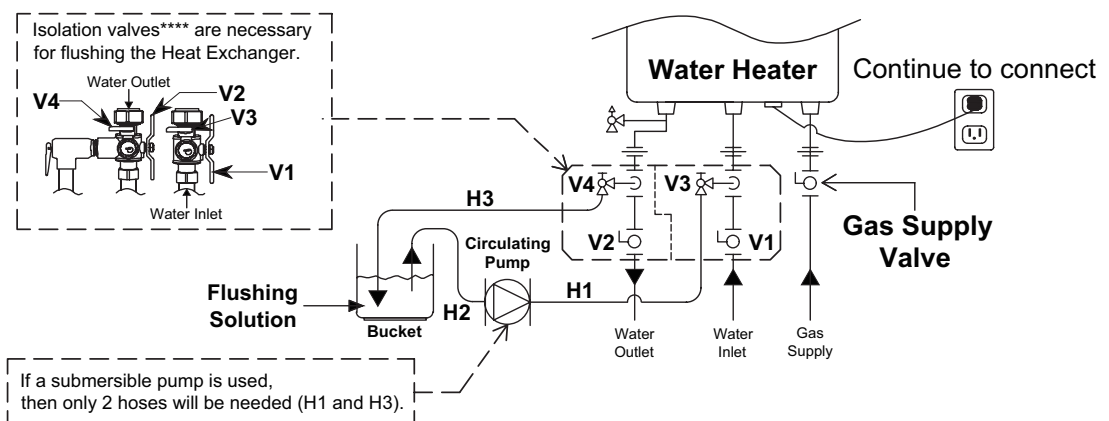 Isolation valves**** are necessary
for flushing the Heat Exchanger.
Water Outlet
V4
V2
V3
V1
Water Inlet
Water Heater
Continue to connect
V4
V3
H3
V2
V1
Gas Supply
Valve
Circulating
Pump
Flushing
Solution
H2
H1
Bucket
Water
Outlet
Water
Inlet
Gas
Supply
If a submersible pump is used,
then only 2 hoses will be needed (H1 and H3).